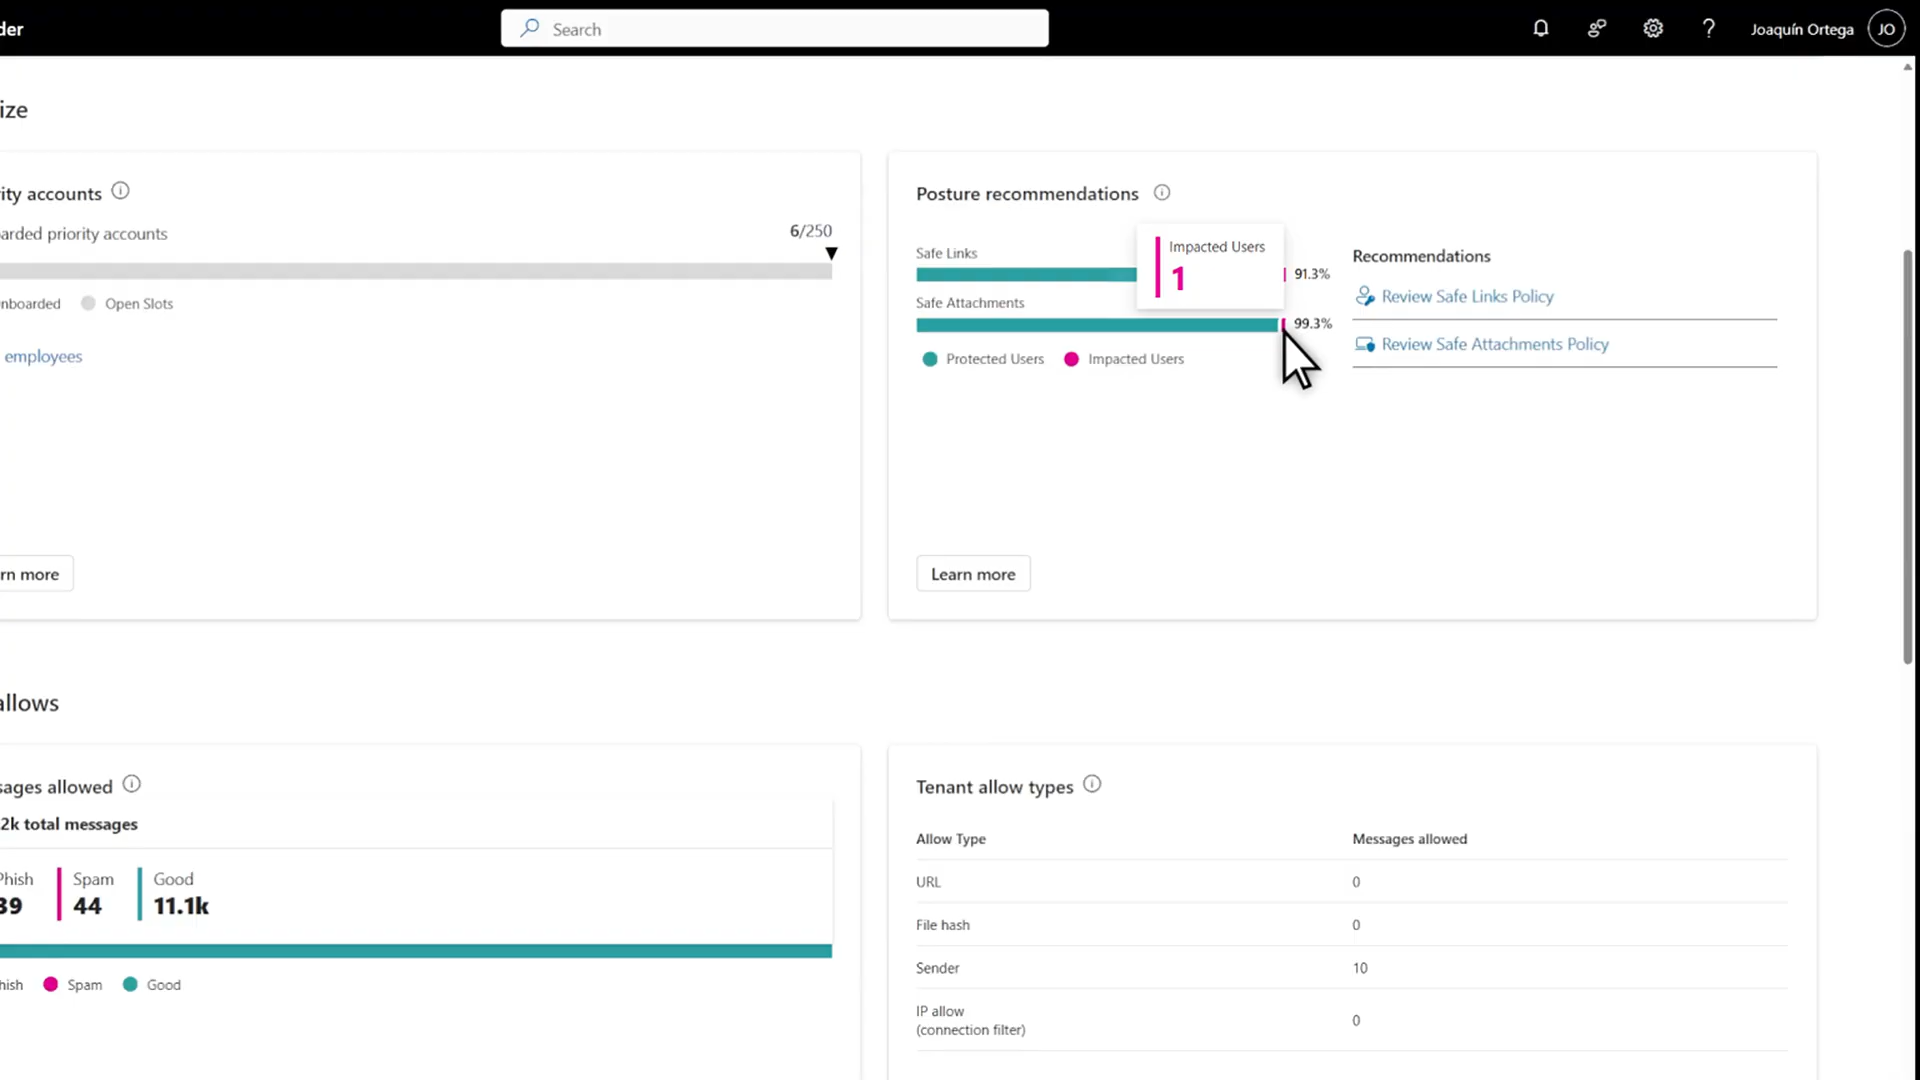 der
Search
Joaquín Ortega
JO
ize
ity accounts
arded priority accounts
6/250
nboarded
Open Slots
employees
rn more
Posture recommendations
Safe Links
91.3%
Impacted Users
1
Safe Attachments
99.3%
Protected Users
Impacted Users
Recommendations
Review Safe Links Policy
Review Safe Attachments Policy
Learn more
allows
sages allowed
2k total messages
Phish
39
Spam
44
Good
11.1k
hish
Spam
Good
Tenant allow types
Allow Type
Messages allowed
URL
0
File hash
0
Sender
10
IP allow
(connection filter)
0